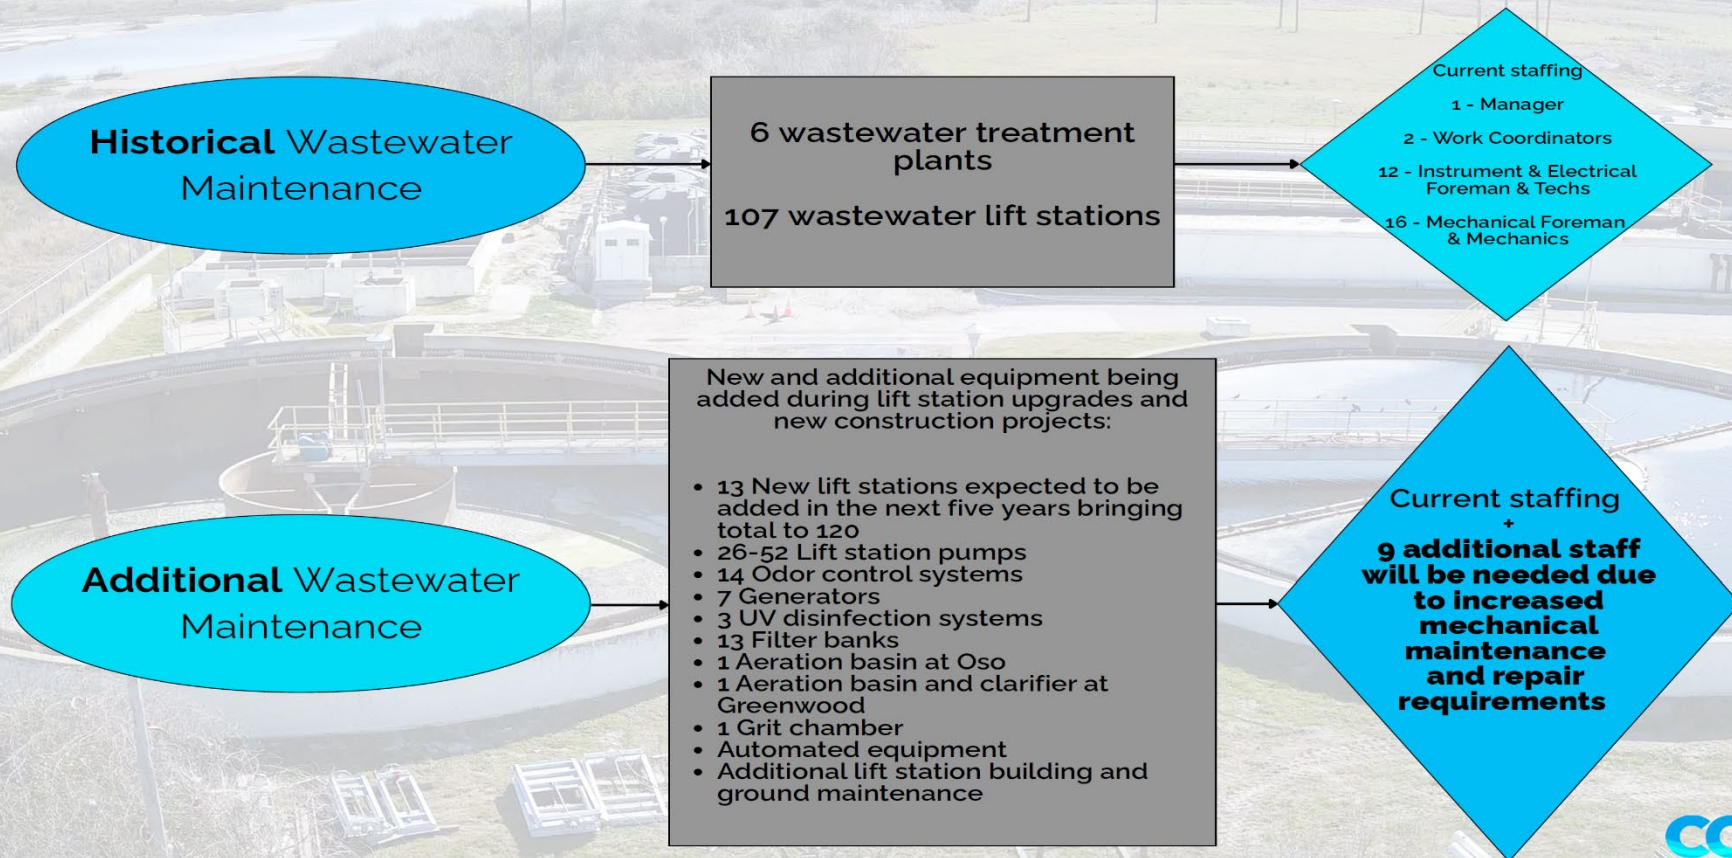 Historical Wastewater
Maintenance
6 wastewater treatment
plants
107 wastewater lift stations
Current staffing
1 - Manager
2 - Work Coordinators
12 - Instrument & Electrical
Foreman & Techs
16 - Mechanical Foreman
& Mechanics
Additional Wastewater
Maintenance
New and additional equipment being
added during lift station upgrades and
new construction projects:
• 13 New lift stations expected to be
added in the next five years bringing
total to 120
• 26-52 Lift station pumps
• 14 Odor control systems
• 7 Generators
• 3 UV disinfection systems
• 13 Filter banks
• 1 Aeration basin at Oso
• 1 Aeration basin and clarifier at
Greenwood
• 1 Grit chamber
• Automated equipment
• Additional lift station building and
ground maintenance
Current staffing
+
9 additional staff
will be needed due
to increased
mechanical
maintenance
and repair
requirements